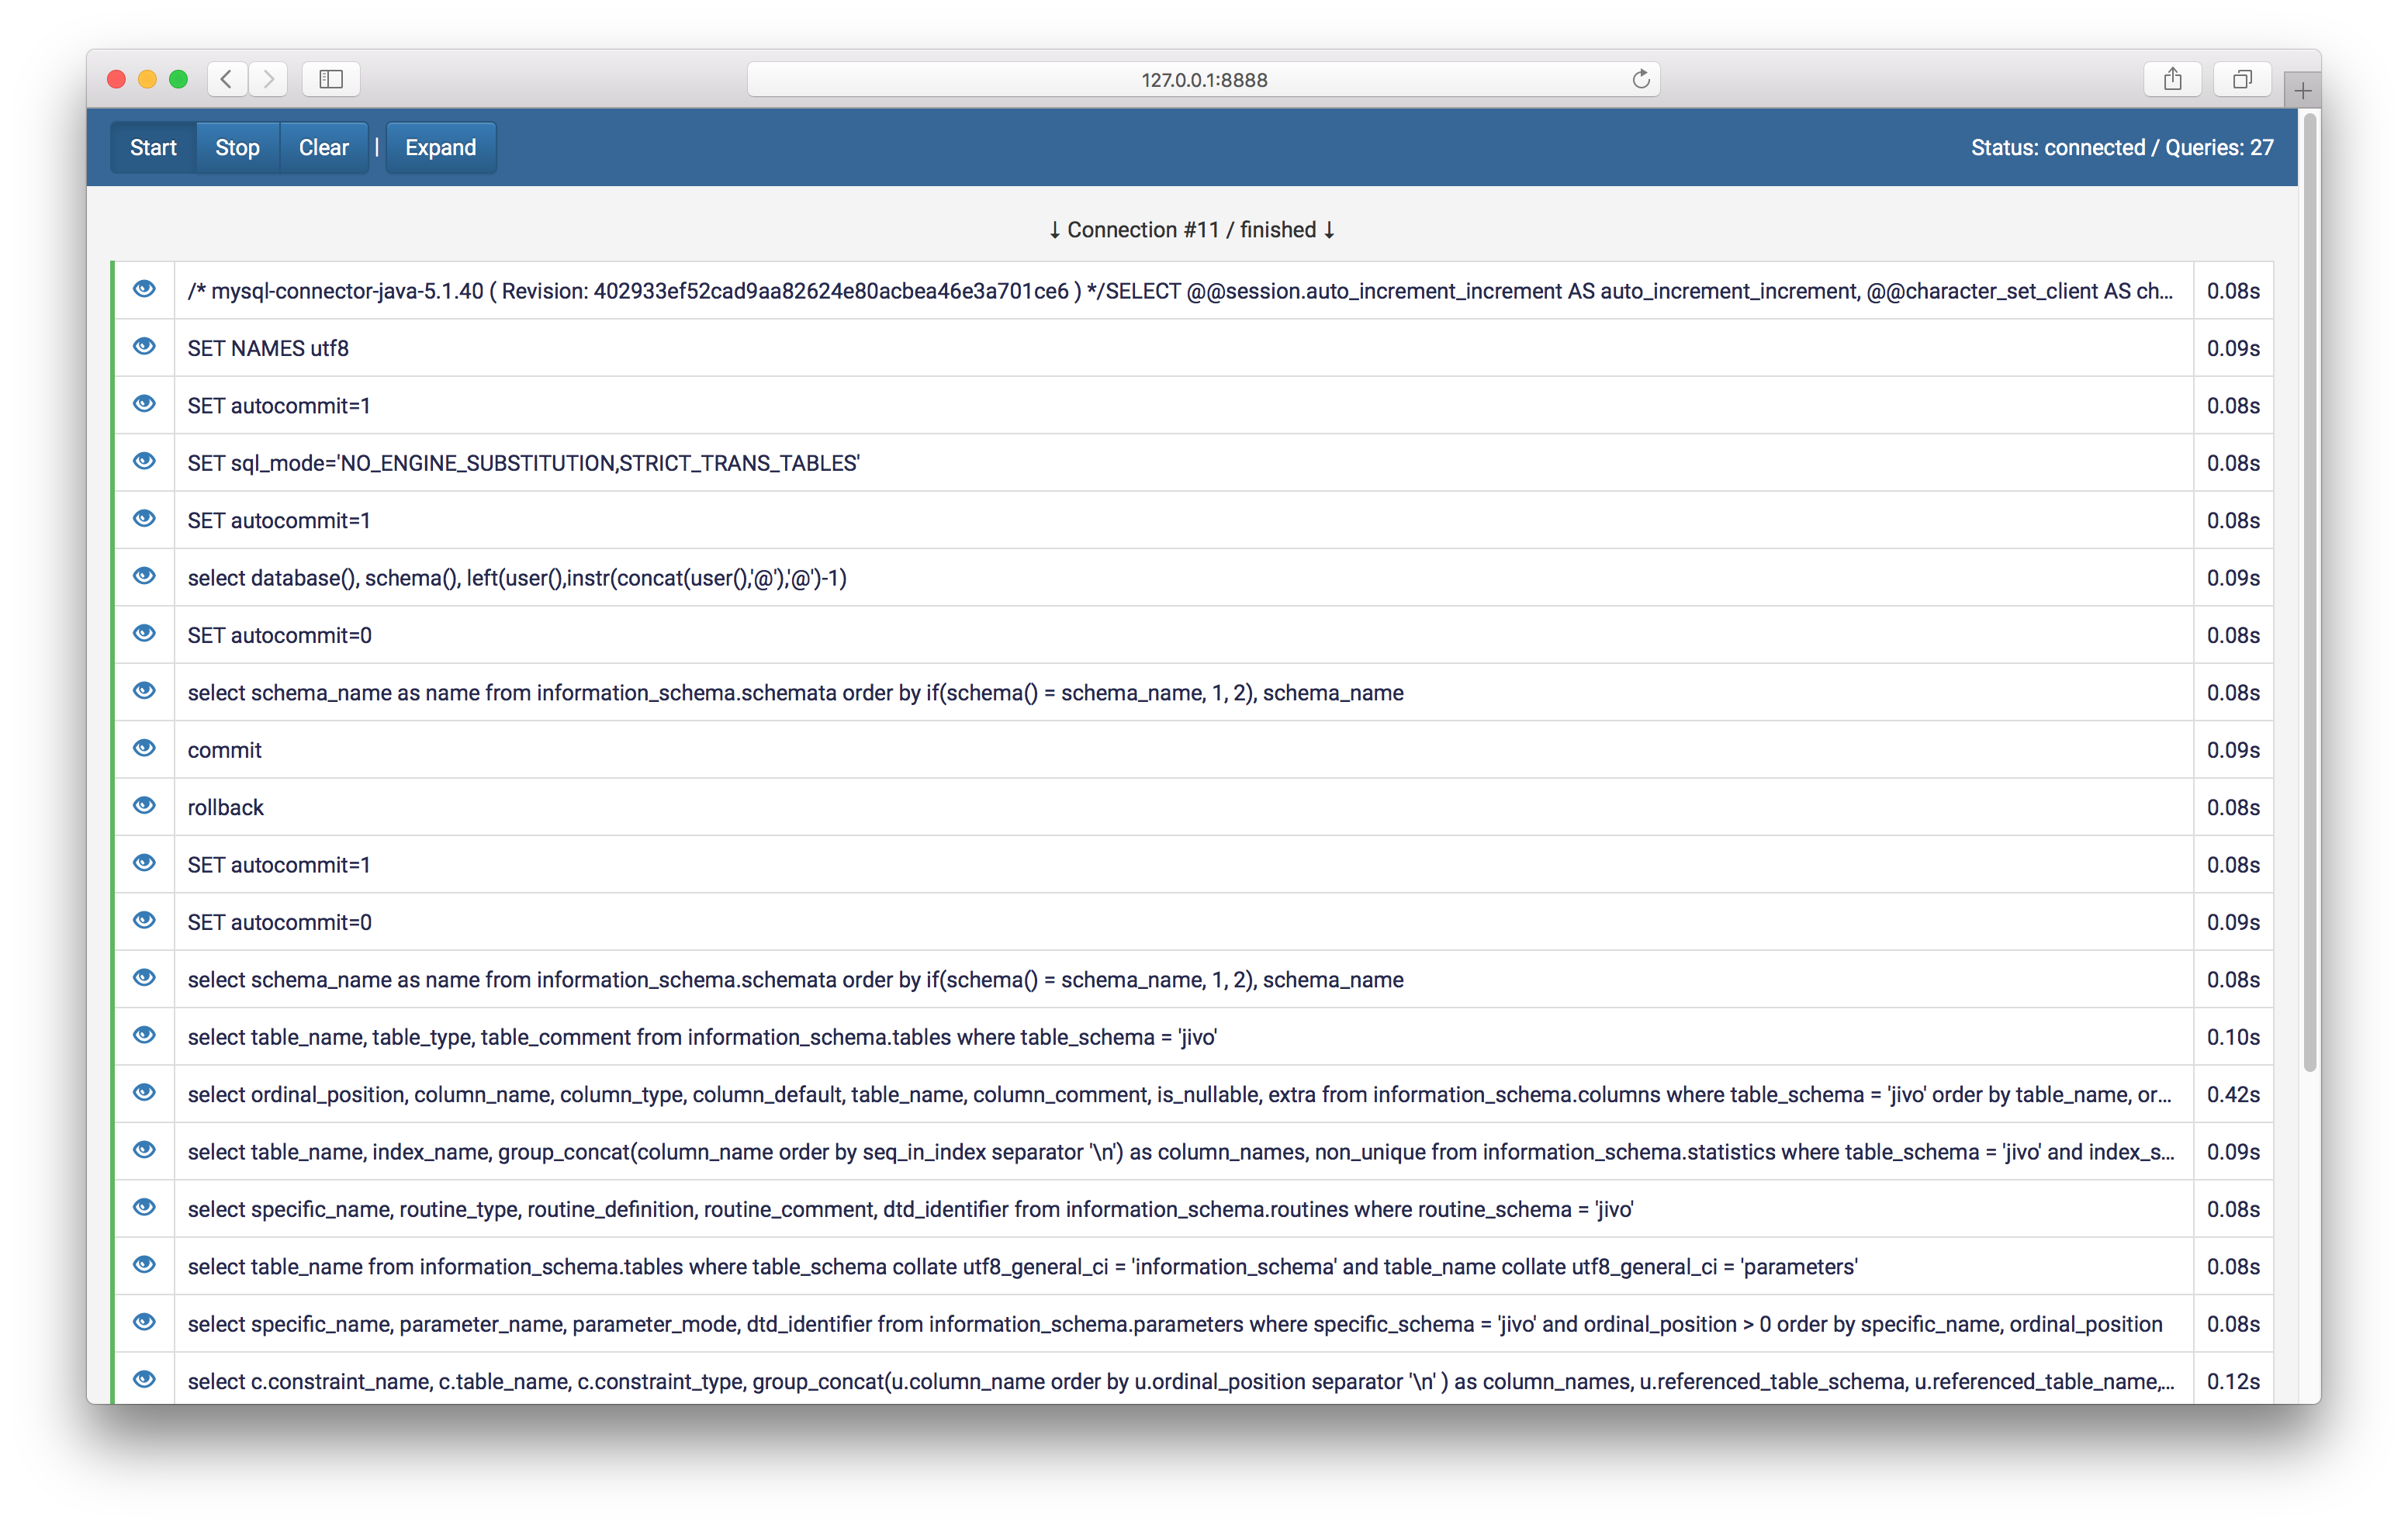 127.0.0.1:8888
Start Stop Clear | Expand Status: connected / Queries: 27
↓ Connection #11 / finished ↓
/* mysql-connector-java-5.1.40 ( Revision: 402933ef52cad9aa82624e80acbea46e3a701ce6 ) */SELECT @@session.auto_increment_increment AS auto_increment_increment, @@character_set_client AS ch... 0.08s
SET NAMES utf8 0.09s
SET autocommit=1 0.08s
SET sql_mode='NO_ENGINE_SUBSTITUTION,STRICT_TRANS_TABLES' 0.08s
SET autocommit=1 0.08s
select database(), schema(), left(user(),instr(concat(user(),'@'),'@')-1) 0.09s
SET autocommit=0 0.08s
select schema_name as name from information_schema.schemata order by if(schema() = schema_name, 1, 2), schema_name 0.08s
commit 0.09s
rollback 0.08s
SET autocommit=1 0.08s
SET autocommit=0 0.09s
select schema_name as name from information_schema.schemata order by if(schema() = schema_name, 1, 2), schema_name 0.08s
select table_name, table_type, table_comment from information_schema.tables where table_schema = 'jivo' 0.10s
select ordinal_position, column_name, column_type, column_default, table_name, column_comment, is_nullable, extra from information_schema.columns where table_schema = 'jivo' order by table_name, or... 0.42s
select table_name, index_name, group_concat(column_name order by seq_in_index separator '\n') as column_names, non_unique from information_schema.statistics where table_schema = 'jivo' and index_s... 0.09s
select specific_name, routine_type, routine_definition, routine_comment, dtd_identifier from information_schema.routines where routine_schema = 'jivo' 0.08s
select table_name from information_schema.tables where table_schema collate utf8_general_ci = 'information_schema' and table_name collate utf8_general_ci = 'parameters' 0.08s
select specific_name, parameter_name, parameter_mode, dtd_identifier from information_schema.parameters where specific_schema = 'jivo' and ordinal_position > 0 order by specific_name, ordinal_position 0.08s
select c.constraint_name, c.table_name, c.constraint_type, group_concat(u.column_name order by u.ordinal_position separator '\n' ) as column_names, u.referenced_table_schema, u.referenced_table_name,... 0.12s